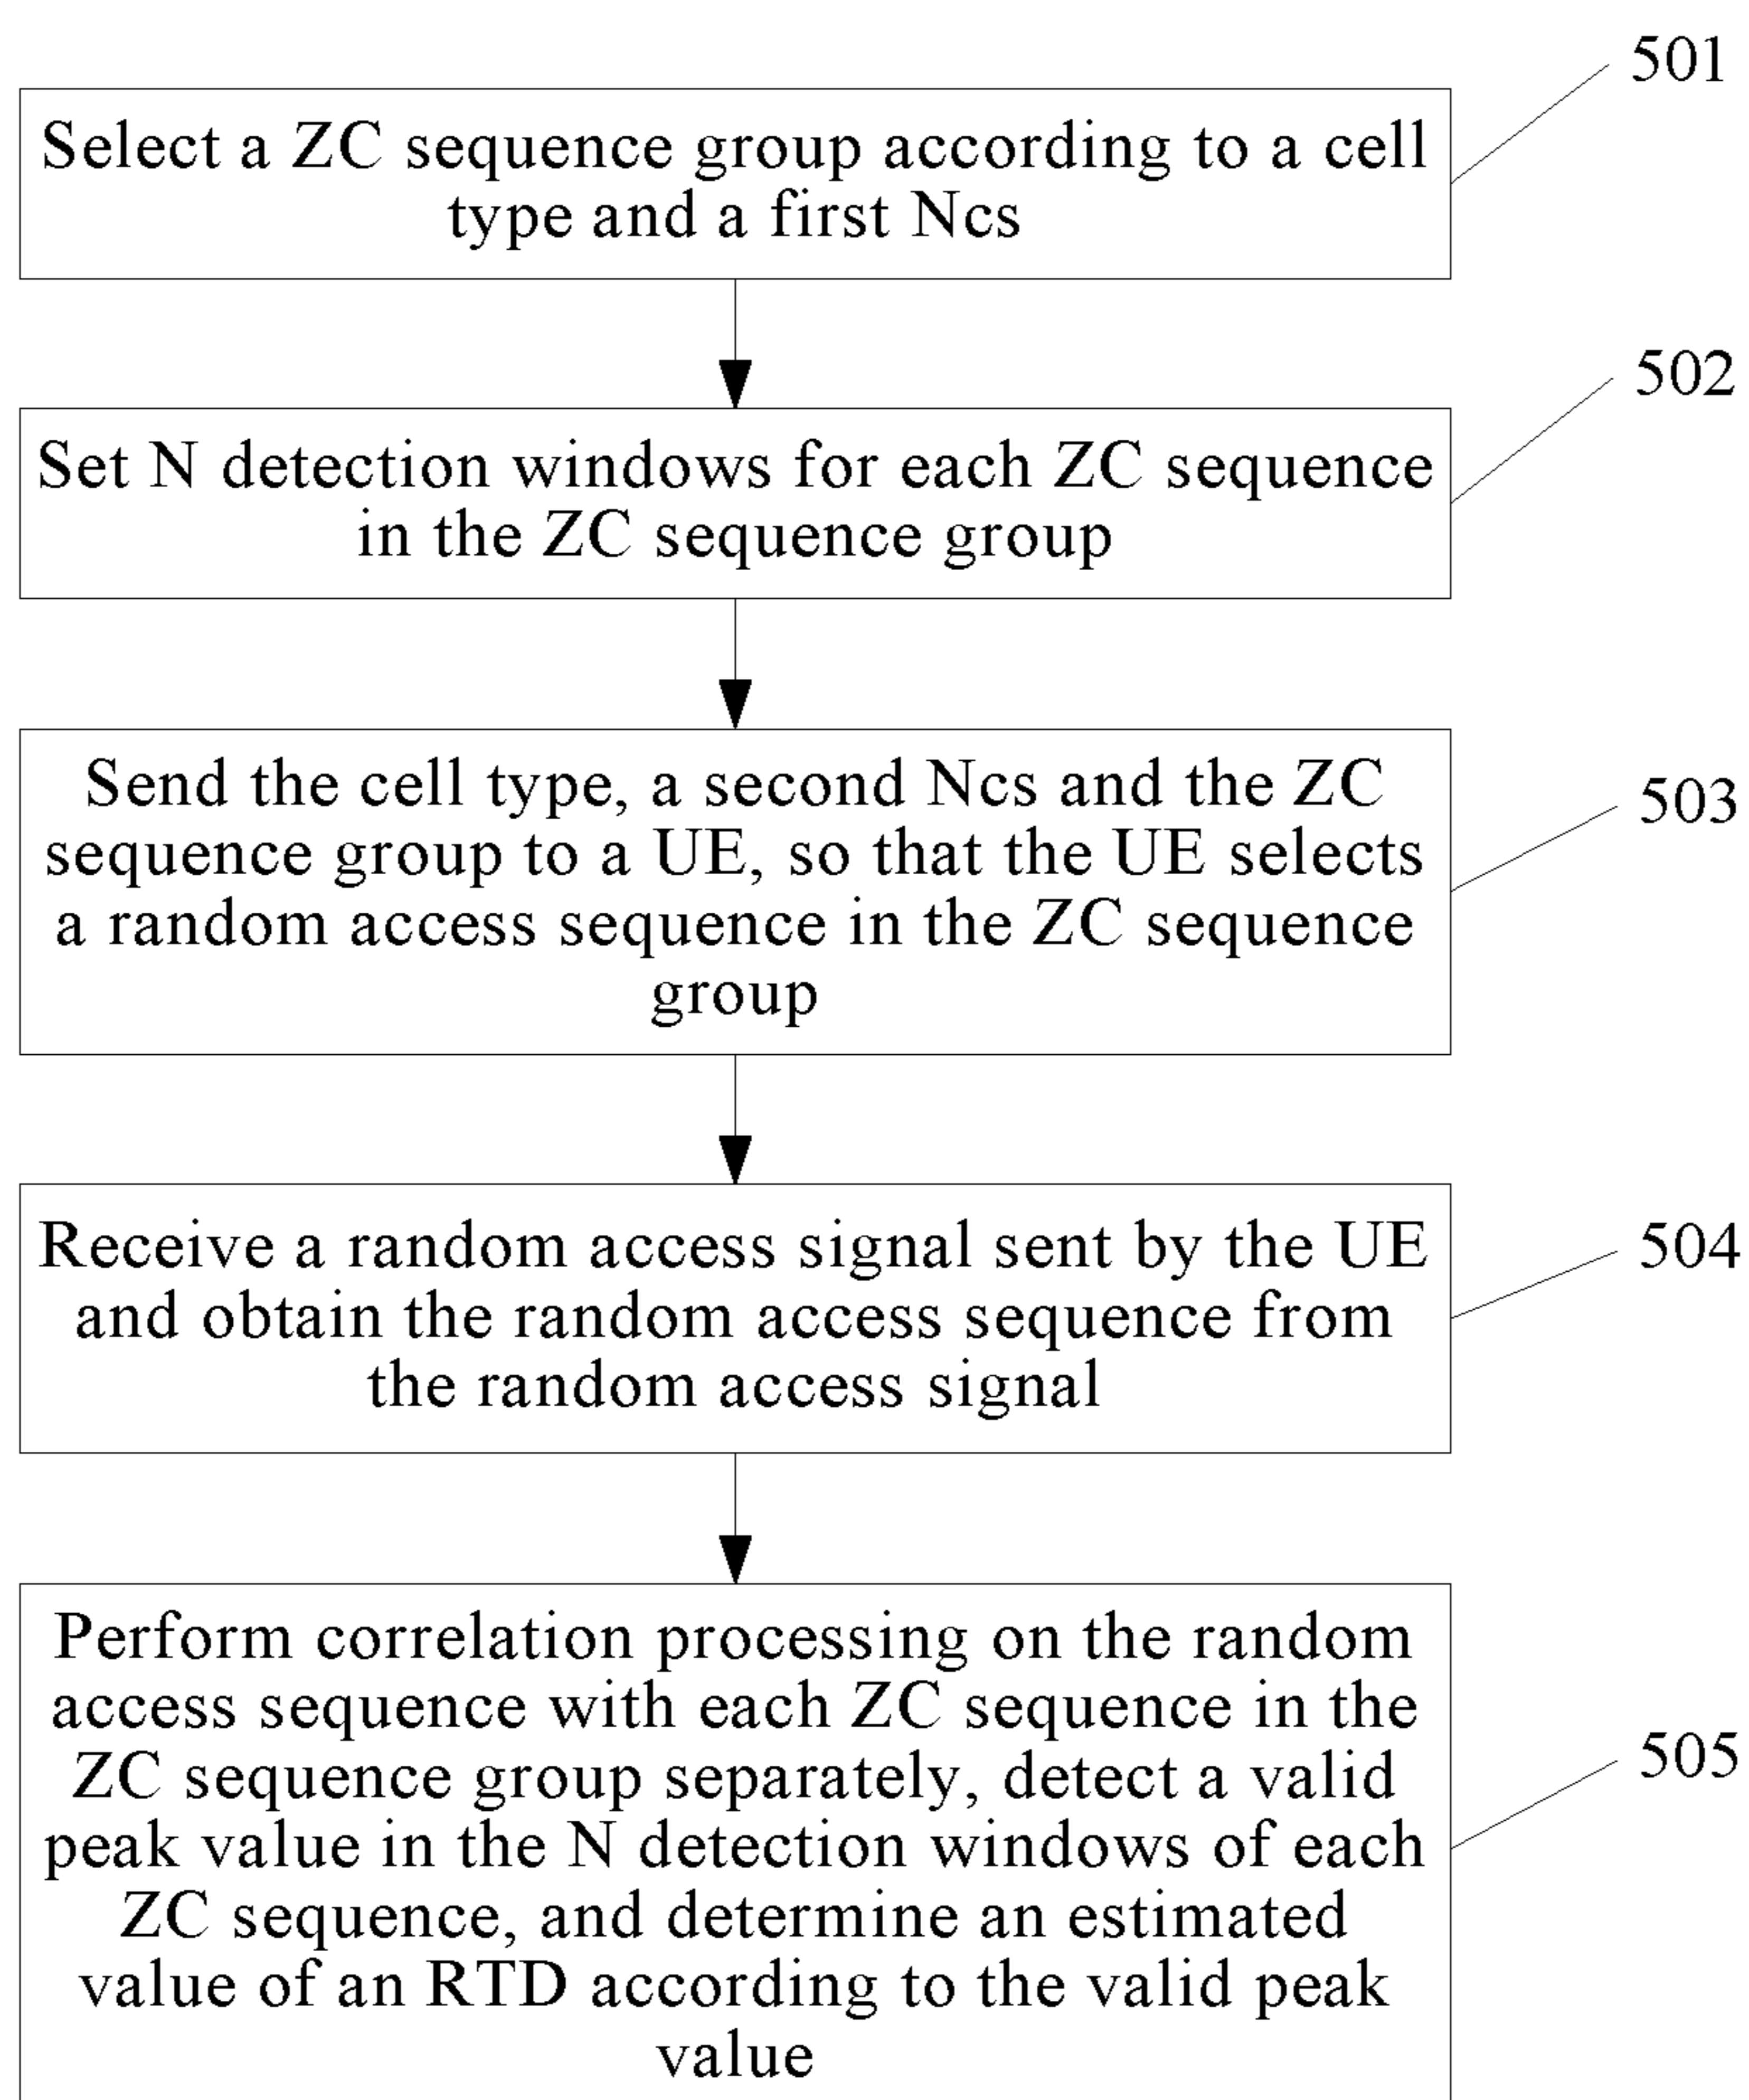 501
Select a ZC sequence group according to a cell
type and a first Ncs
502
Set N detection windows for each ZC sequence
in the ZC sequence group
503
Send the cell type, a second Ncs and the ZC
sequence group to a UE, so that the UE selects
a random access sequence in the ZC sequence
group
504
Receive a random access signal sent by the UE
and obtain the random access sequence from
the random access signal
505
Perform correlation processing on the random
access sequence with each ZC sequence in the
ZC sequence group separately, detect a valid
peak value in the N detection windows of each
ZC sequence, and determine an estimated
value of an RTD according to the valid peak
value